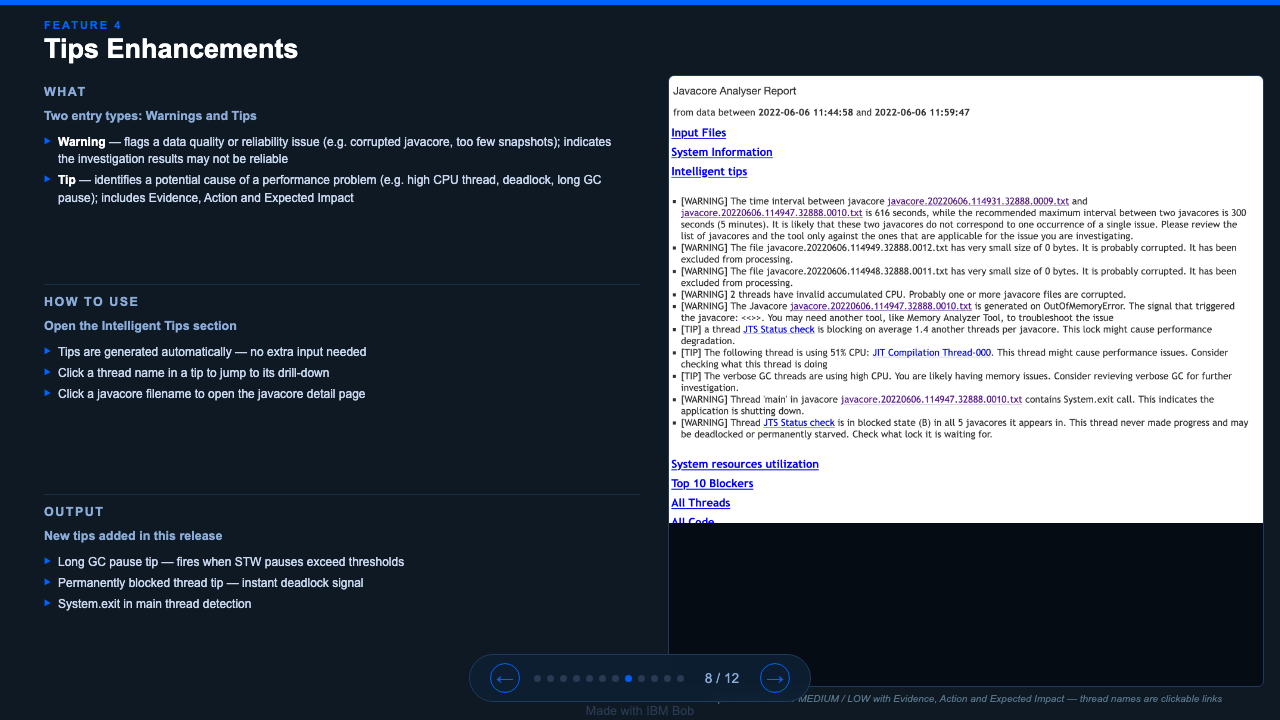 FEATURE 4
Tips Enhancements
WHAT
Two entry types: Warnings and Tips
Warning — flags a data quality or reliability issue (e.g. corrupted javacore, too few snapshots); indicates
the investigation results may not be reliable
Tip — identifies a potential cause of a performance problem (e.g. high CPU thread, deadlock, long GC
pause); includes Evidence, Action and Expected Impact
HOW TO USE
Open the Intelligent Tips section
Tips are generated automatically — no extra input needed
Click a thread name in a tip to jump to its drill-down
Click a javacore filename to open the javacore detail page
OUTPUT
New tips added in this release
Long GC pause tip — fires when STW pauses exceed thresholds
Permanently blocked thread tip — instant deadlock signal
System.exit in main thread detection
Javacore Analyser Report
from data between 2022-06-06 11:44:58 and 2022-06-06 11:59:47
Input Files
System Information
Intelligent tips
[WARNING] The time interval between javacore javacore.20220606.114931.32888.0009.txt and
javacore.20220606.114947.32888.0010.txt is 616 seconds, while the recommended maximum interval between two javacores is 300
seconds (5 minutes). It is likely that these two javacores do not correspond to one occurrence of a single issue. Please review the
list of javacores and the tool only against the ones that are applicable for the issue you are investigating.
[WARNING] The file javacore.20220606.114949.32888.0012.txt has very small size of 0 bytes. It is probably corrupted. It has been
excluded from processing.
[WARNING] The file javacore.20220606.114948.32888.0011.txt has very small size of 0 bytes. It is probably corrupted. It has been
excluded from processing.
[WARNING] 2 threads have invalid accumulated CPU. Probably one or more javacore files are corrupted.
[WARNING] The Javacore javacore.20220606.114947.32888.0010.txt is generated on OutOfMemoryError. The signal that triggered
the javacore: <<>>. You may need another tool, like Memory Analyzer Tool, to troubleshoot the issue
[TIP] a thread JTS Status check is blocking on average 1.4 another threads per javacore. This lock might cause performance
degradation.
[TIP] The following thread is using 51% CPU: JIT Compilation Thread-000. This thread might cause performance issues. Consider
checking what this thread is doing
[TIP] The verbose GC threads are using high CPU. You are likely having memory issues. Consider revieving verbose GC for further
investigation.
[WARNING] Thread 'main' in javacore javacore.20220606.114947.32888.0010.txt contains System.exit call. This indicates the
application is shutting down.
[WARNING] Thread JTS Status check is in blocked state (B) in all 5 javacores it appears in. This thread never made progress and may
be deadlocked or permanently starved. Check what lock it is waiting for.
System resources utilization
Top 10 Blockers
All Threads
All Code
8 / 12
/ MEDIUM / LOW with Evidence, Action and Expected Impact — thread names are clickable links
Made with IBM Bob